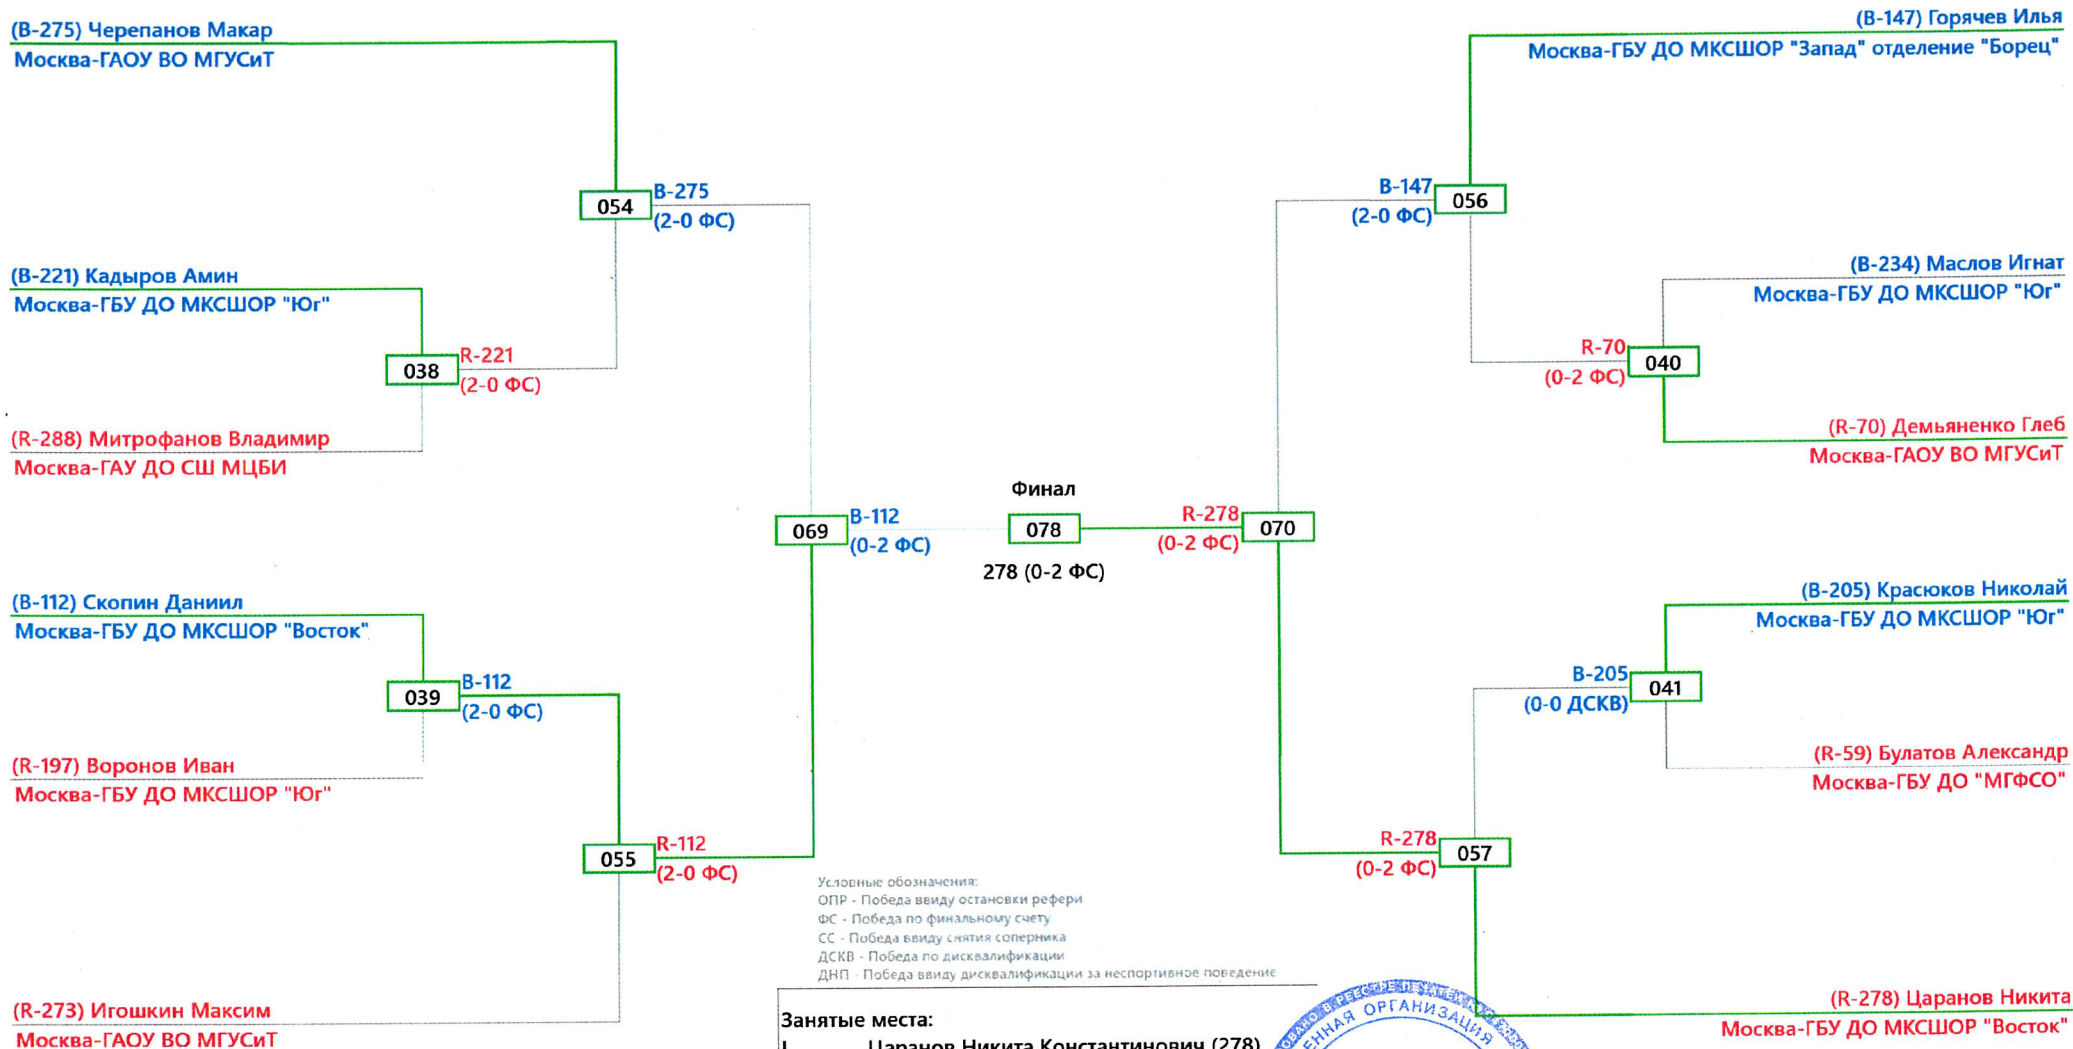 (B-275) Черепанов Макар
Москва-ГАОУ ВО МГУСиТ
B-275
054
(2-0 ФС)
(B-221) Кадыров Амин
Москва-ГБУ ДО МКСШОР "Юг"
R-221
038
(2-0 ФС)
(R-288) Митрофанов Владимир
Москва-ГАУ ДО СШ МЦБИ
B-112
069
(0-2 ФС)
(B-112) Скопин Даниил
Москва-ГБУ ДО МКСШОР "Восток"
B-112
039
(2-0 ФС)
(R-197) Воронов Иван
Москва-ГБУ ДО МКСШОР "Юг"
R-112
055
(2-0 ФС)
(R-273) Игошкин Максим
Москва-ГАОУ ВО МГУСиТ
Финал
078
278 (0-2 ФС)
(B-147) Горячев Илья
Москва-ГБУ ДО МКСШОР "Запад" отделение "Борец"
B-147
056
(2-0 ФС)
(B-234) Маслов Игнат
Москва-ГБУ ДО МКСШОР "Юг"
R-70
040
(0-2 ФС)
(R-70) Демьяненко Глеб
Москва-ГАОУ ВО МГУСиТ
R-278
070
(0-2 ФС)
(B-205) Красюков Николай
Москва-ГБУ ДО МКСШОР "Юг"
B-205
041
(0-0 ДСКВ)
(R-59) Булатов Александр
Москва-ГБУ ДО "МГФСО"
R-278
057
(0-2 ФС)
(R-278) Царанов Никита
Москва-ГБУ ДО МКСШОР "Восток"
Условные обозначения:
ОПР - Победа ввиду остановки рефери
ФС - Победа по финальному счету
СС - Победа ввиду снятия соперника
ДСКВ - Победа по дисквалификации
ДНП - Победа ввиду дисквалификации за неспортивное поведение
Занятые места:
I Царанов Никита Константинович (278)
ОРГАНИЗАЦИЯ